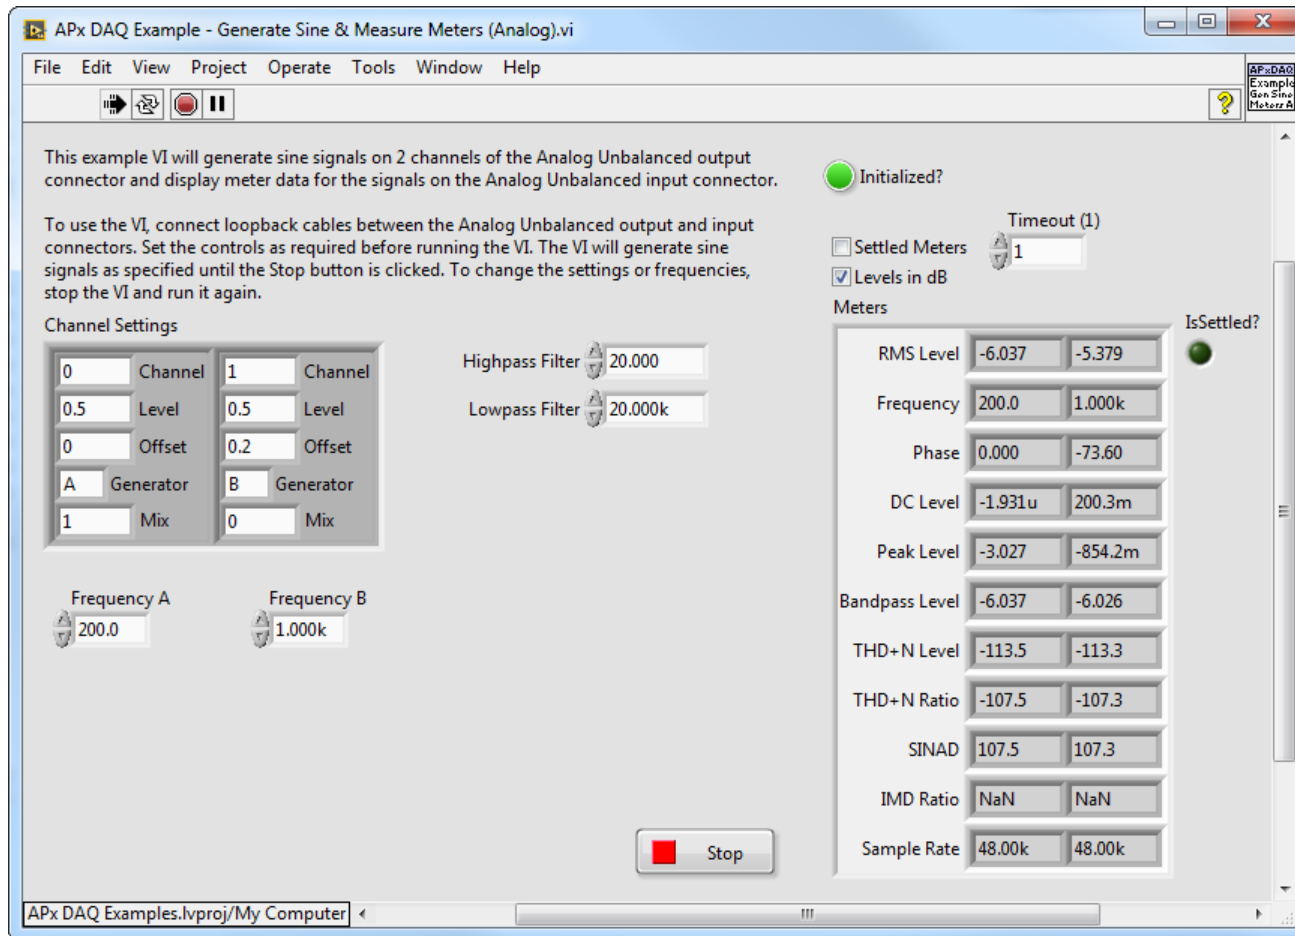 APx DAQ Example - Generate Sine & Measure Meters (Analog).vi
File Edit View Project Operate Tools Window Help
APxDAQ
Example
Gen Sine
Meters A
This example VI will generate sine signals on 2 channels of the Analog Unbalanced output
connector and display meter data for the signals on the Analog Unbalanced input connector.
To use the VI, connect loopback cables between the Analog Unbalanced output and input
connectors. Set the controls as required before running the VI. The VI will generate sine
signals as specified until the Stop button is clicked. To change the settings or frequencies,
stop the VI and run it again.
Initialized?
Timeout (1)
Settled Meters 1
Levels in dB
Channel Settings
0 Channel 1 Channel
0.5 Level 0.5 Level
0 Offset 0.2 Offset
A Generator B Generator
1 Mix 0 Mix
Highpass Filter 20.000
Lowpass Filter 20.000k
Frequency A Frequency B
200.0 1.000k
Meters
IsSettled?
RMS Level -6.037 -5.379
Frequency 200.0 1.000k
Phase 0.000 -73.60
DC Level -1.931u 200.3m
Peak Level -3.027 -854.2m
Bandpass Level -6.037 -6.026
THD+N Level -113.5 -113.3
THD+N Ratio -107.5 -107.3
SINAD 107.5 107.3
IMD Ratio NaN NaN
Sample Rate 48.00k 48.00k
Stop
APx DAQ Examples.lvproj/My Computer